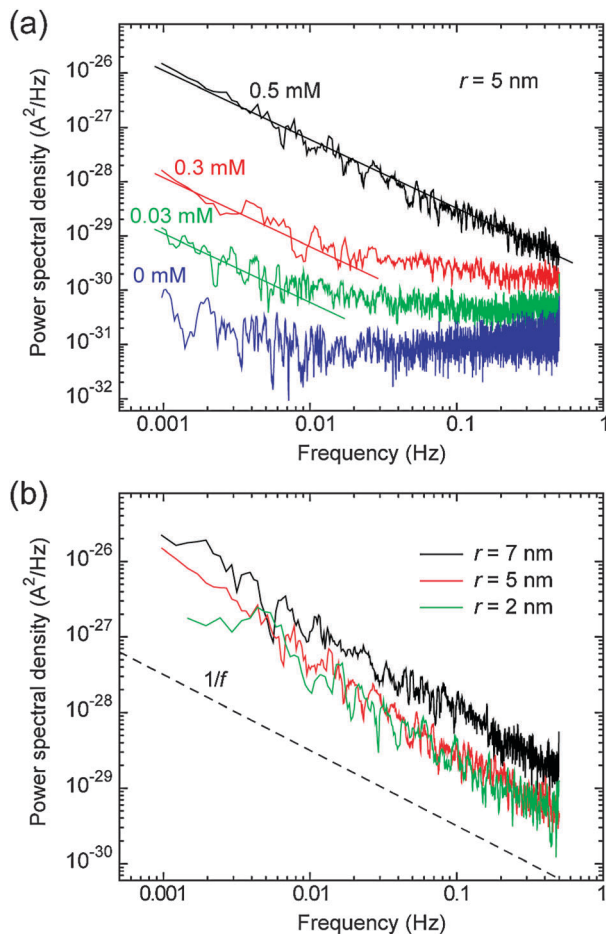 (a)
Power spectral density (A²/Hz)
10⁻²⁶
10⁻²⁷
10⁻²⁸
10⁻²⁹
10⁻³⁰
10⁻³¹
10⁻³²
0.5 mM
r = 5 nm
0.3 mM
0.03 mM
0 mM
0.001
0.01
0.1
1
Frequency (Hz)
(b)
Power spectral density (A²/Hz)
10⁻²⁶
10⁻²⁷
10⁻²⁸
10⁻²⁹
10⁻³⁰
r = 7 nm
r = 5 nm
r = 2 nm
1/f
0.001
0.01
0.1
1
Frequency (Hz)